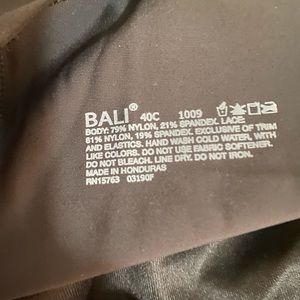 BALI® 40C 1009
BODY: 79% NYLON, 21% SPANDEX. LACE:
81% NYLON, 19% SPANDEX. EXCLUSIVE OF TRIM
AND ELASTICS. HAND WASH COLD WATER, WITH
LIKE COLORS. DO NOT USE FABRIC SOFTENER.
DO NOT BLEACH. LINE DRY. DO NOT IRON.
MADE IN HONDURAS
RN15763 03190F